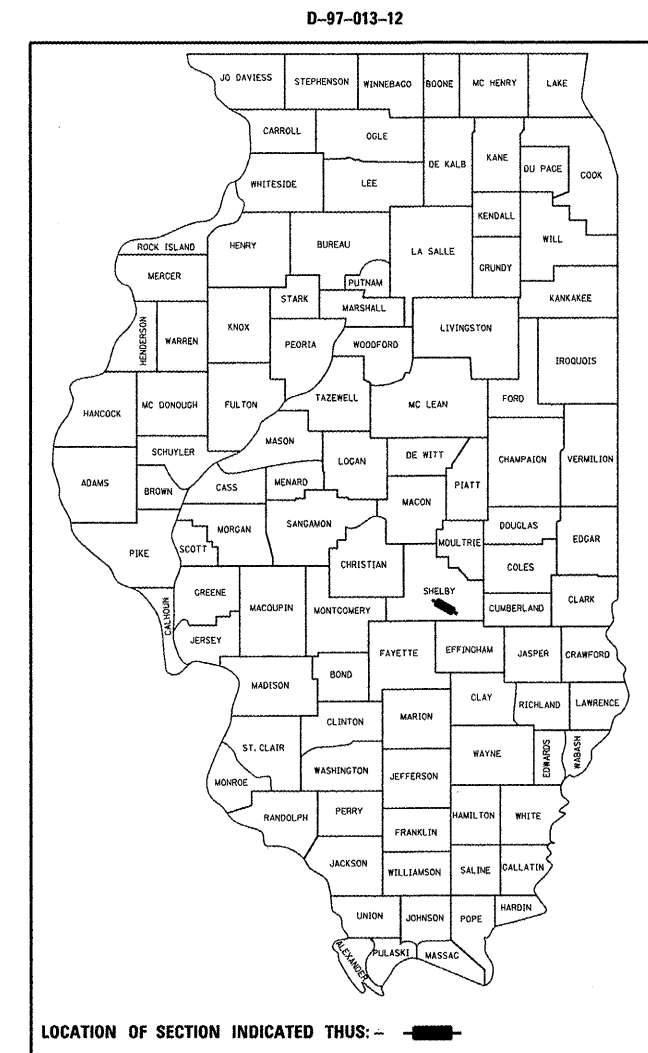 D-97-013-12
JO DAVIESS
STEPHENSON
WINNEBAGO
BOONE
MC HENRY
LAKE
CARROLL
OGLE
DE KALB
KANE
DU PAGE
COOK
WHITESIDE
LEE
KENDALL
WILL
ROCK ISLAND
HENRY
BUREAU
LA SALLE
GRUNDY
MERCER
PUTNAM
STARK
MARSHALL
KANKAKEE
HENDERSON
WARREN
KNOX
PEORIA
WOODFORD
LIVINGSTON
IROQUOIS
HANCOCK
MC DONOUGH
FULTON
TAZEWELL
MC LEAN
FORD
MASON
SCHUYLER
LOGAN
DE WITT
CHAMPAION
VERMILION
ADAMS
BROWN
CASS
MENARD
PIATT
MACON
PIKE
SCOTT
MORGAN
SANGAMON
CHRISTIAN
MOULTRIE
DOUGLAS
EDGAR
COLES
CALHOUN
GREENE
MACOUPIN
MONTGOMERY
SHELBY
CUMBERLAND
CLARK
JERSEY
FAYETTE
EFFINGHAM
JASPER
CRAWFORD
MADISON
BOND
CLAY
RICHLAND
LAWRENCE
CLINTON
MARION
ST. CLAIR
WAYNE
EDWARDS
WABASH
MONROE
WASHINGTON
JEFFERSON
RANDOLPH
PERRY
HAMILTON
WHITE
FRANKLIN
JACKSON
WILLIAMSON
SALINE
GALLATIN
UNION
JOHNSON
POPE
HARDIN
ALEXANDER
PULASKI
MASSAC
LOCATION OF SECTION INDICATED THUS: -